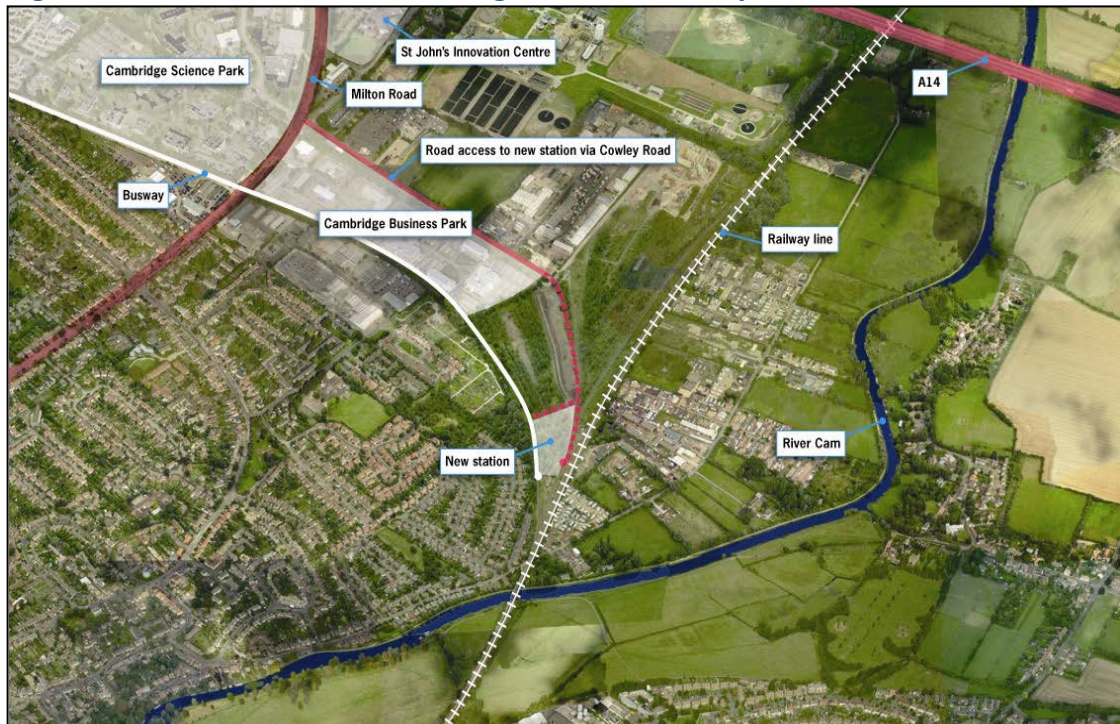 St John's Innovation Centre
Cambridge Science Park
A14
Milton Road
Road access to new station via Cowley Road
Busway
Cambridge Business Park
Railway line
River Cam
New station